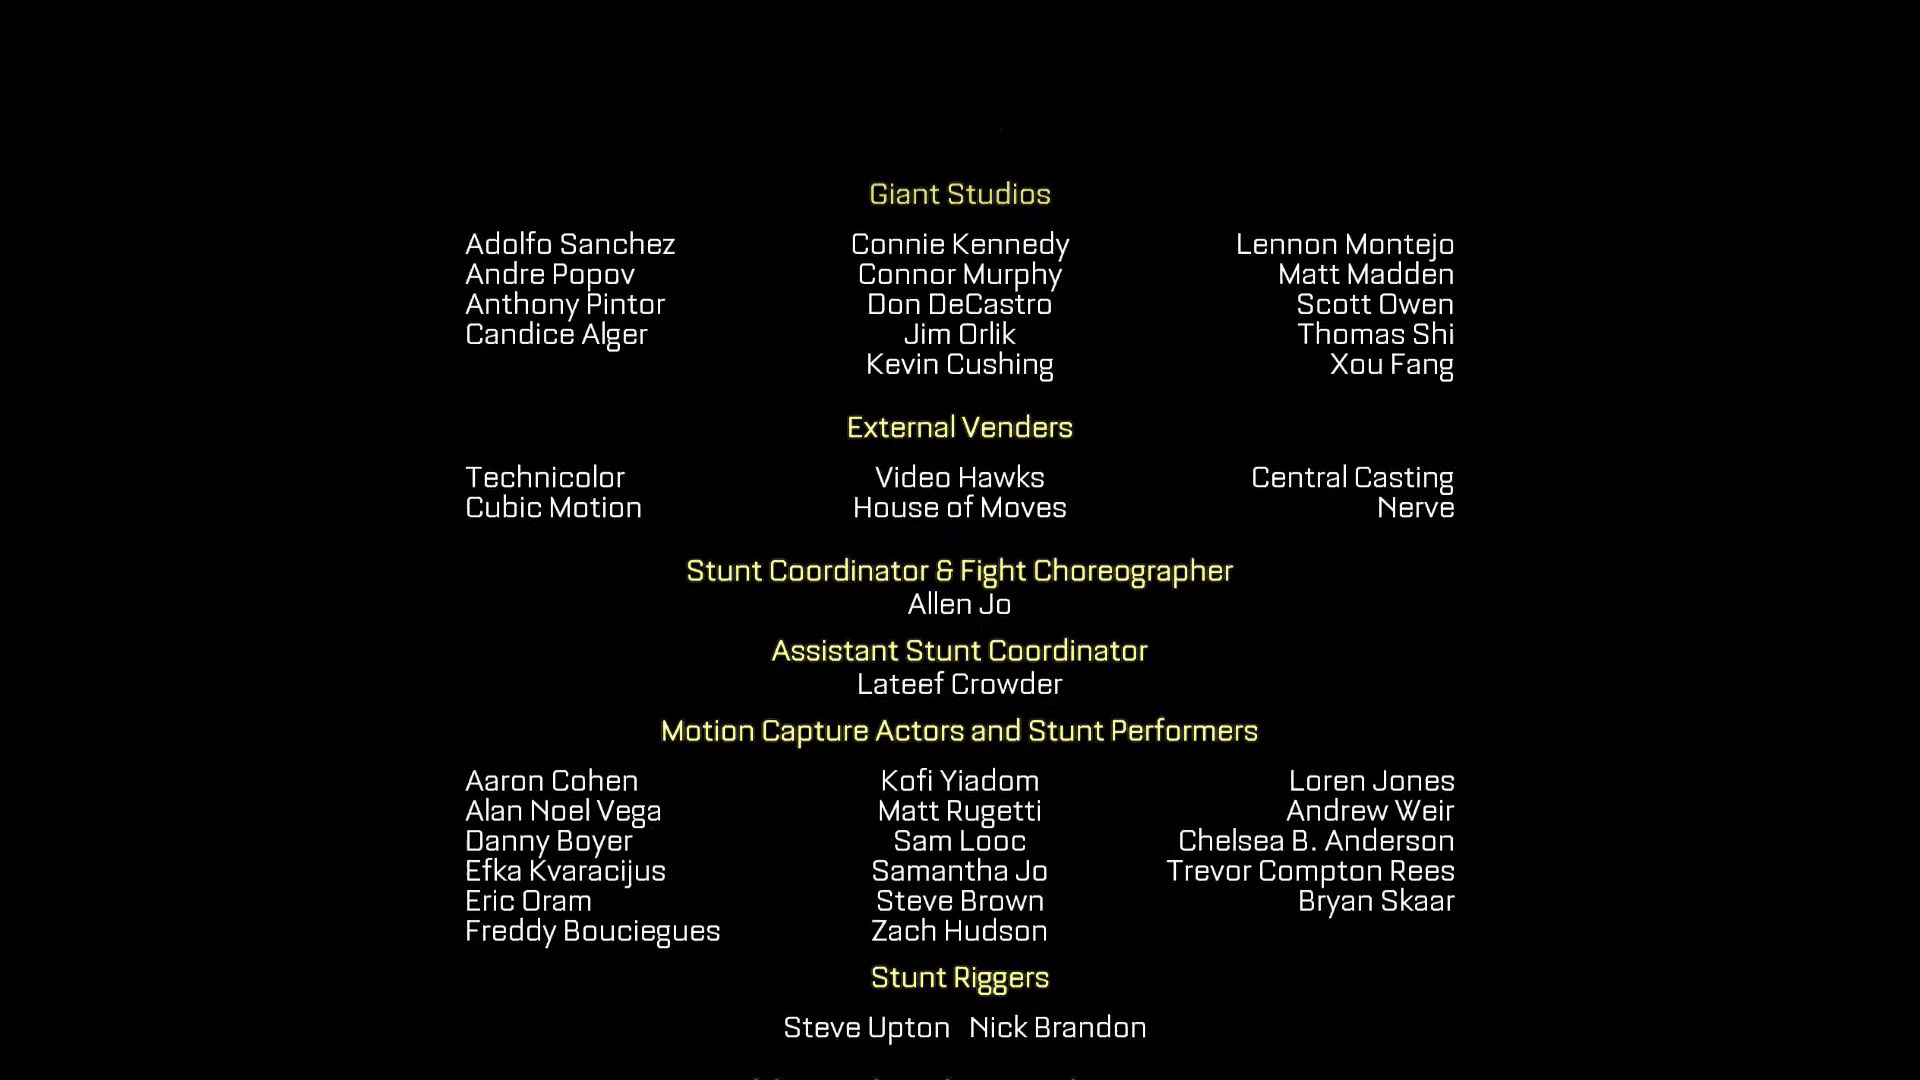 Giant Studios
Adolfo Sanchez Connie Kennedy Lennon Montejo
Andre Popov Connor Murphy Matt Madden
Anthony Pintor Don DeCastro Scott Owen
Candice Alger Jim Orlik Thomas Shi
Kevin Cushing Xou Fang
External Venders
Technicolor Video Hawks Central Casting
Cubic Motion House of Moves Nerve
Stunt Coordinator & Fight Choreographer
Allen Jo
Assistant Stunt Coordinator
Lateef Crowder
Motion Capture Actors and Stunt Performers
Aaron Cohen Kofi Yiadom Loren Jones
Alan Noel Vega Matt Rugetti Andrew Weir
Danny Boyer Sam Looc Chelsea B. Anderson
Efka Kvaracijus Samantha Jo Trevor Compton Rees
Eric Oram Steve Brown Bryan Skaar
Freddy Bouciegues Zach Hudson
Stunt Riggers
Steve Upton Nick Brandon